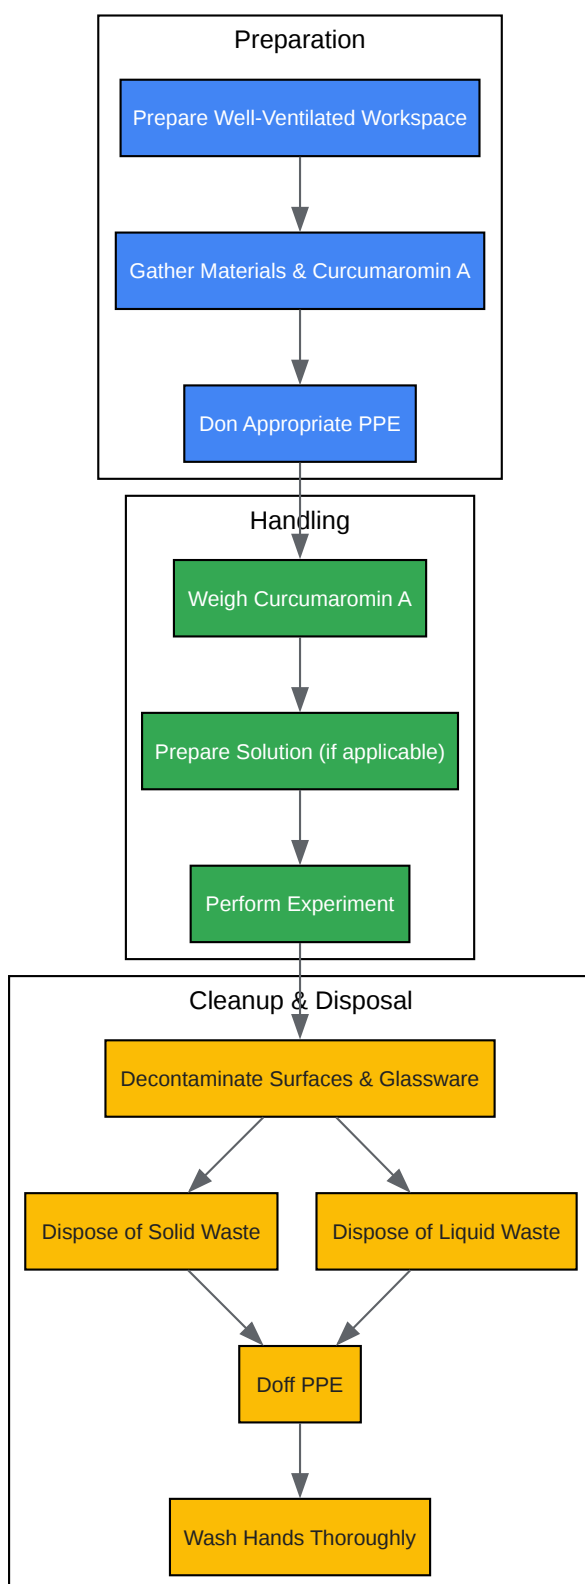 Preparation
Prepare Well-Ventilated Workspace
Gather Materials & Curcumaromin A
Don Appropriate PPE
Handling
Weigh Curcumaromin A
Prepare Solution (if applicable)
Perform Experiment
Cleanup & Disposal
Decontaminate Surfaces & Glassware
Dispose of Solid Waste
Dispose of Liquid Waste
Doff PPE
Wash Hands Thoroughly